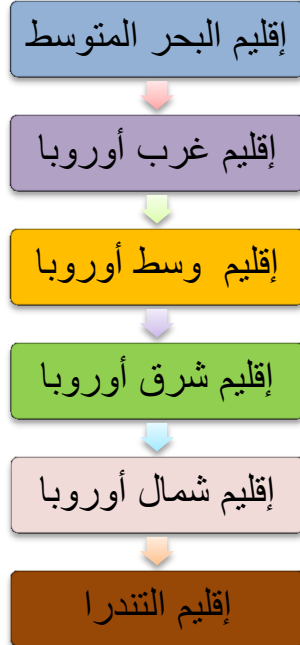 إقليم البحر المتوسط
إقليم غرب أوروبا
إقليم وسط أوروبا
إقليم شرق أوروبا
إقليم شمال أوروبا
إقليم التندرا